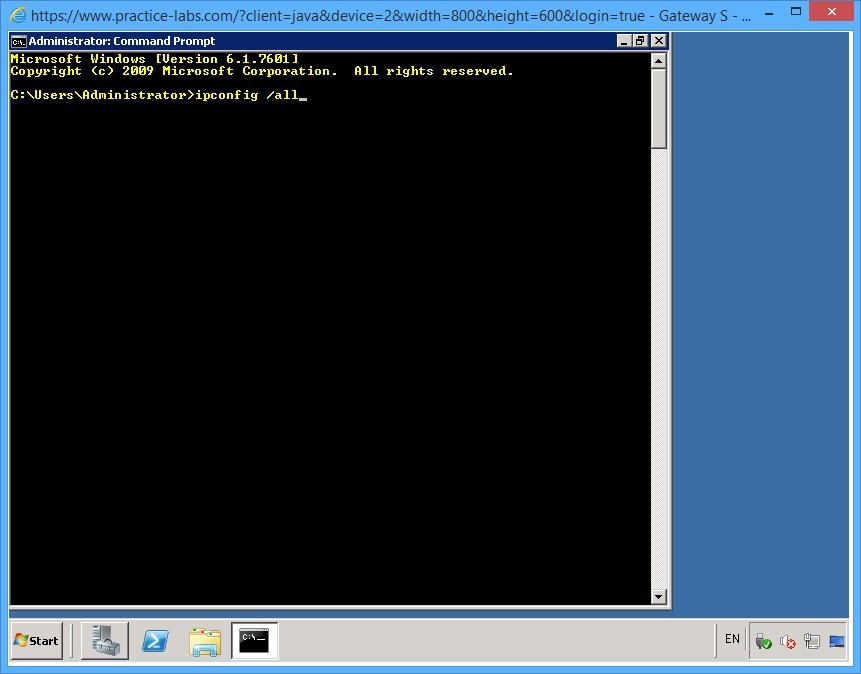 https://www.practice-labs.com/?client=java&device=2&width=800&height=600&login=true - Gateway S - ...
C:\.
Administrator: Command Prompt
Microsoft Windows [Version 6.1.7601]
Copyright (c) 2009 Microsoft Corporation.  All rights reserved.
C:\Users\Administrator>ipconfig /all_
Start
C:\.
EN